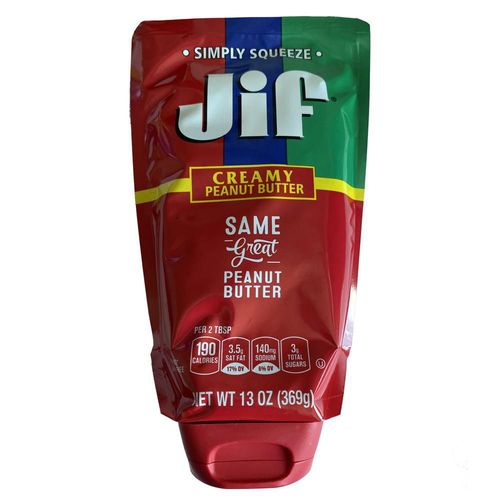 • SIMPLY SQUEEZE •
Jif
CREAMY
PEANUT BUTTER
SAME
Great
PEANUT
BUTTER
PER 2 TBSP
190 CALORIES
3.5g SAT FAT 17% DV
140mg SODIUM 6% DV
3g TOTAL SUGARS
NET WT 13 OZ (369g)